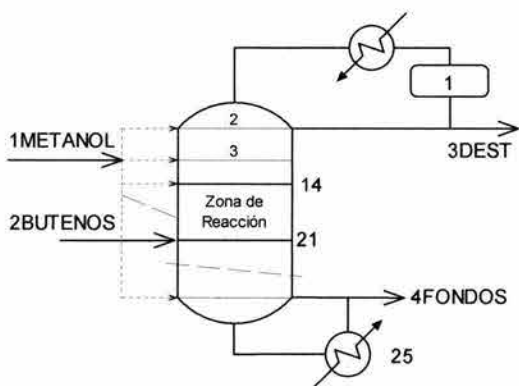 1
2
3DEST
1METANOL
3
14
Zona de
Reacción
2BUTENOS
21
4FONDOS
25